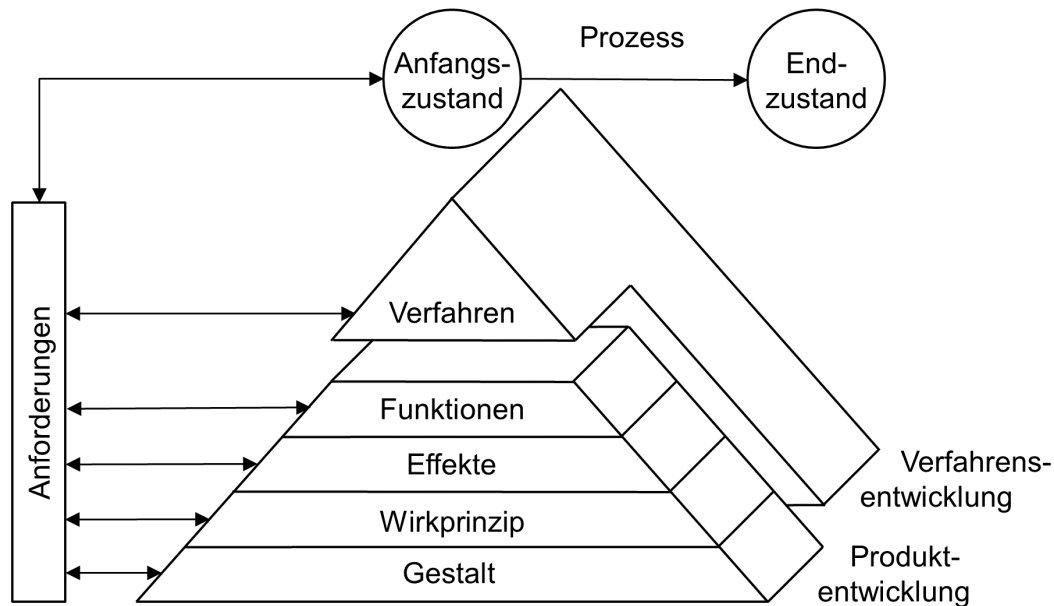 Prozess
Anfangs-
zustand
End-
zustand
Anforderungen
Verfahren
Funktionen
Effekte
Wirkprinzip
Gestalt
Verfahrens-
entwicklung
Produkt-
entwicklung